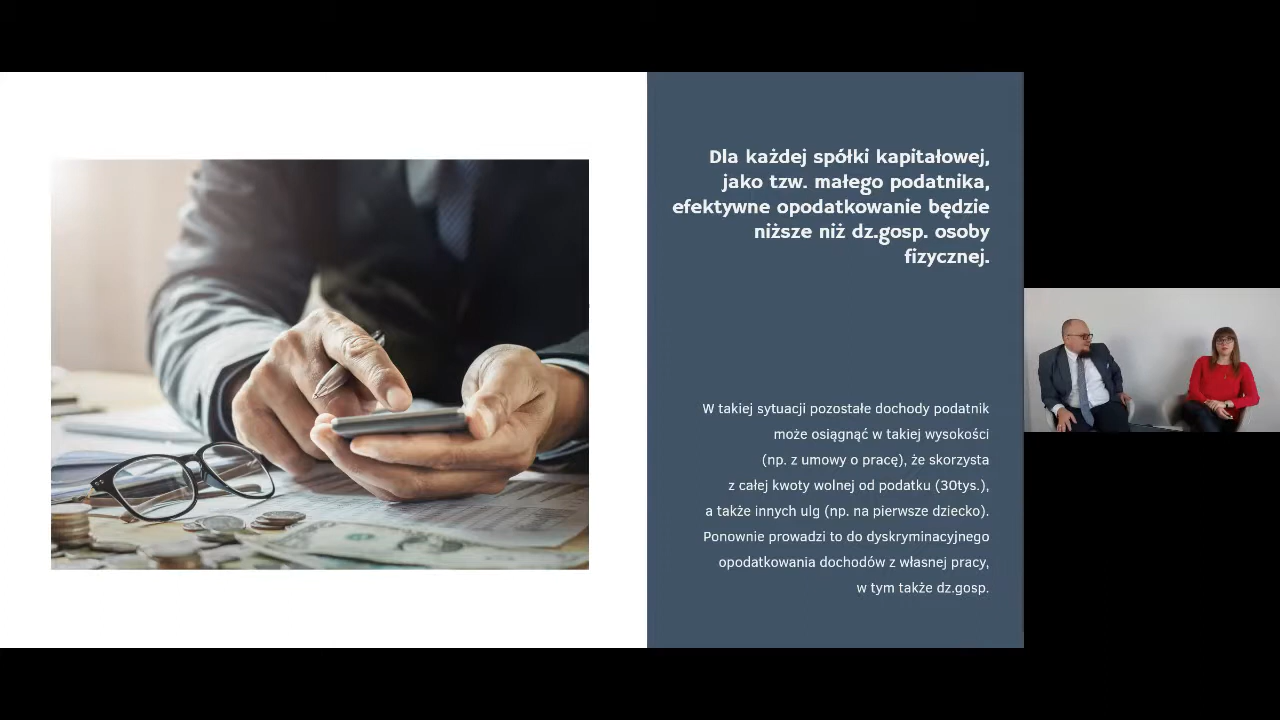 Dla każdej spółki kapitałowej,
jako tzw. małego podatnika,
efektywne opodatkowanie będzie
niższe niż dz.gosp. osoby
fizycznej.
W takiej sytuacji pozostałe dochody podatnik
może osiągnąć w takiej wysokości
(np. z umowy o pracę), że skorzysta
z całej kwoty wolnej od podatku (30tys.),
a także innych ulg (np. na pierwsze dziecko).
Ponownie prowadzi to do dyskryminacyjnego
opodatkowania dochodów z własnej pracy,
w tym także dz.gosp.